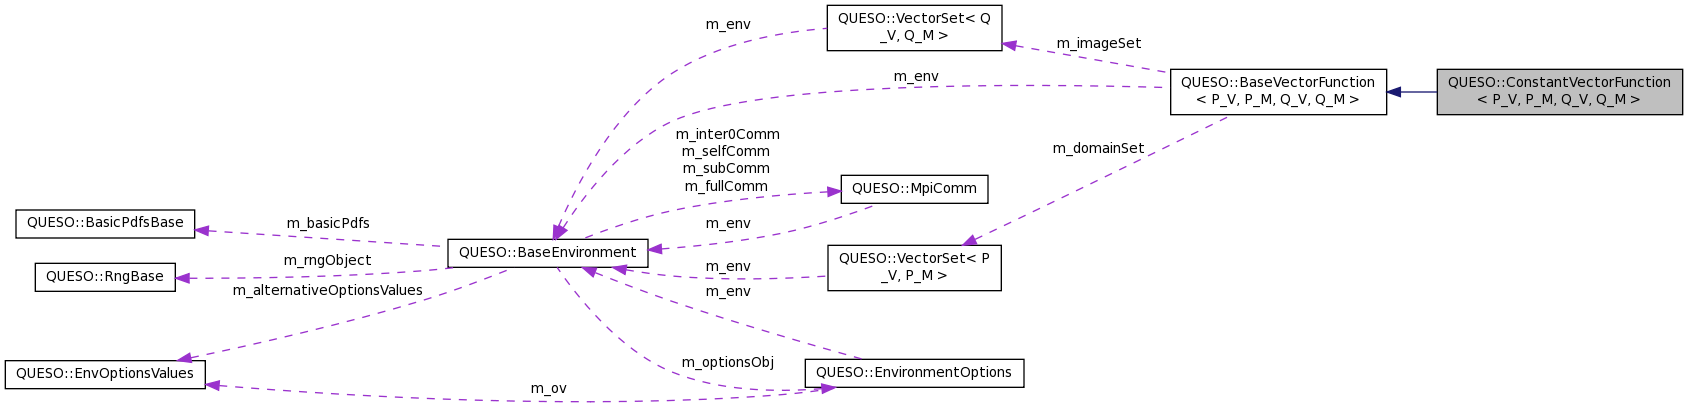 m_env
QUESO::VectorSet< Q
_V, Q_M >
m_imageSet
m_env
QUESO::BaseVectorFunction
< P_V, P_M, Q_V, Q_M >
QUESO::ConstantVectorFunction
< P_V, P_M, Q_V, Q_M >
m_inter0Comm
m_selfComm
m_subComm
m_fullComm
m_domainSet
QUESO::MpiComm
QUESO::BasicPdfsBase
m_basicPdfs
m_env
QUESO::BaseEnvironment
QUESO::VectorSet< P
_V, P_M >
m_rngObject
m_env
QUESO::RngBase
m_alternativeOptionsValues
m_env
m_optionsObj
QUESO::EnvOptionsValues
QUESO::EnvironmentOptions
m_ov